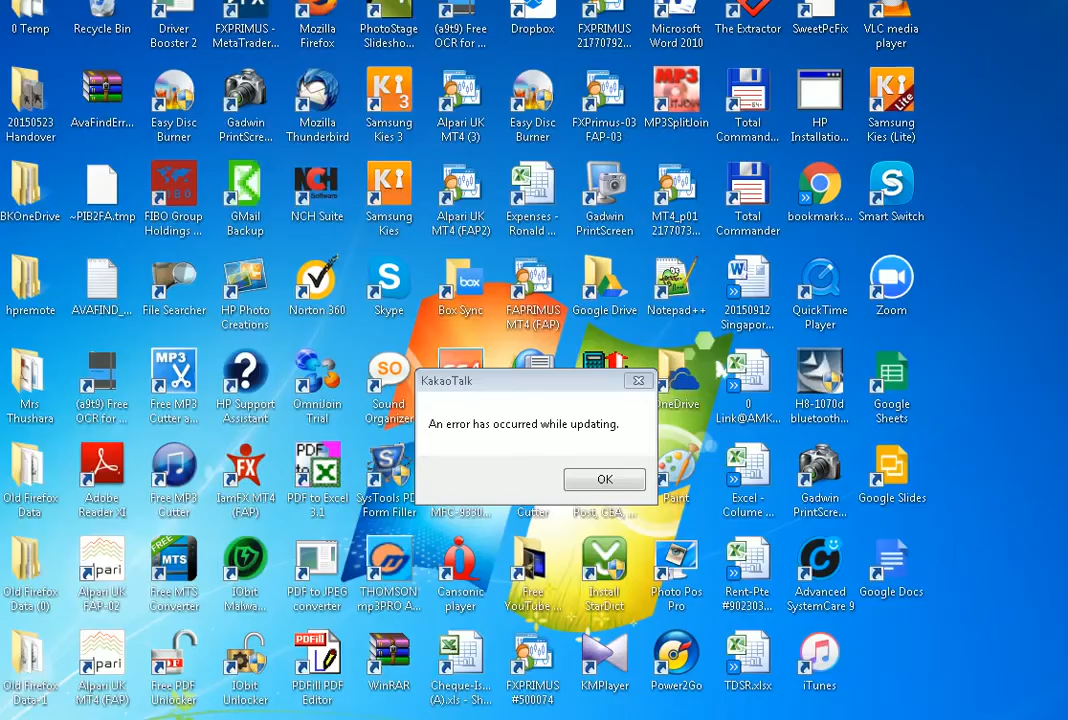 0 Temp
Recycle Bin
Driver
Booster 2
FXPRIMUS -
MetaTrader...
Mozilla
Firefox
PhotoStage
Slidesho...
(a9t9) Free
OCR for ...
Dropbox
FXPRIMUS
21770792...
Microsoft
Word 2010
The Extractor
SweetPcFix
VLC media
player
20150523
Handover
AvaFindErr...
Easy Disc
Burner
Gadwin
PrintScre...
Mozilla
Thunderbird
Samsung
Kies 3
Alpari UK
MT4 (3)
Easy Disc
Burner
FXPrimus-03
FAP-03
MP3SplitJoin
Total
Command...
HP
Installatio...
Samsung
Kies (Lite)
BKOneDrive
~PIB2FA.tmp
FIBO Group
Holdings ...
GMail
Backup
NCH Suite
Samsung
Kies
Alpari UK
MT4 (FAP2)
Expenses -
Ronald ...
Gadwin
PrintScreen
MT4_p01
2177073...
Total
Commander
bookmarks...
Smart Switch
hpremote
AVAFIND_...
File Searcher
HP Photo
Creations
Norton 360
Skype
Box Sync
FAPRIMUS
MT4 (FAP)
Google Drive
Notepad++
20150912
Singapor...
QuickTime
Player
Zoom
Mrs
Thushara
(a9t9) Free
OCR for ...
Free MP3
Cutter a...
HP Support
Assistant
OmniJoin
Trial
Sound
Organizer
OneDrive
0
Link@AMK...
H8-1070d
bluetooth...
Google
Sheets
KakaoTalk
An error has occurred while updating.
OK
Old Firefox
Data
Adobe
Reader XI
Free MP3
Cutter
IamFX MT4
(FAP)
PDF to Excel
3.1
SysTools PD
Form Filler
MFC-9330...
Cutter
Post, CEA, ...
Paint
Excel -
Colume ...
Gadwin
PrintScre...
Google Slides
Old Firefox
Data (0)
Alpari UK
FAP-02
Free MTS
Converter
IObit
Malwa...
PDF to JPEG
converter
THOMSON
mp3PRO A...
Cansonic
player
Free
YouTube ...
Install
StarDict
Photo Pos
Pro
Rent-Pte
#902303...
Advanced
SystemCare 9
Google Docs
Old Firefox
Data-1
Alpari UK
MT4 (FAP)
Free PDF
Unlocker
IObit
Unlocker
PDFill PDF
Editor
WinRAR
Cheque-Is...
(A).xls - Sh...
FXPRIMUS
#500074
KMPlayer
Power2Go
TDSR.xlsx
iTunes